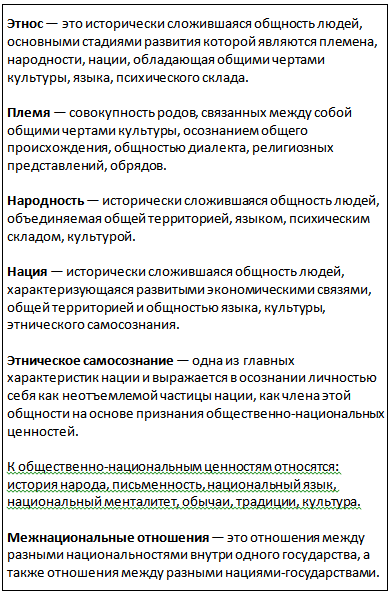 Этнос — это исторически сложившаяся общность людей,
основными стадиями развития которой являются племена,
народности, нации, обладающая общими чертами
культуры, языка, психического склада.
Племя — совокупность родов, связанных между собой
общими чертами культуры, осознанием общего
происхождения, общностью диалекта, религиозных
представлений, обрядов.
Народность — исторически сложившаяся общность людей,
объединяемая общей территорией, языком, психическим
складом, культурой.
Нация — исторически сложившаяся общность людей,
характеризующаяся развитыми экономическими связями,
общей территорией и общностью языка, культуры,
этнического самосознания.
Этническое самосознание — одна из главных
характеристик нации и выражается в осознании личностью
себя как неотъемлемой частицы нации, как члена этой
общности на основе признания общественно-национальных
ценностей.
К общественно-национальным ценностям относятся:
история народа, письменность, национальный язык,
национальный менталитет, обычаи, традиции, культура.
Межнациональные отношения — это отношения между
разными национальностями внутри одного государства, а
также отношения между разными нациями-государствами.